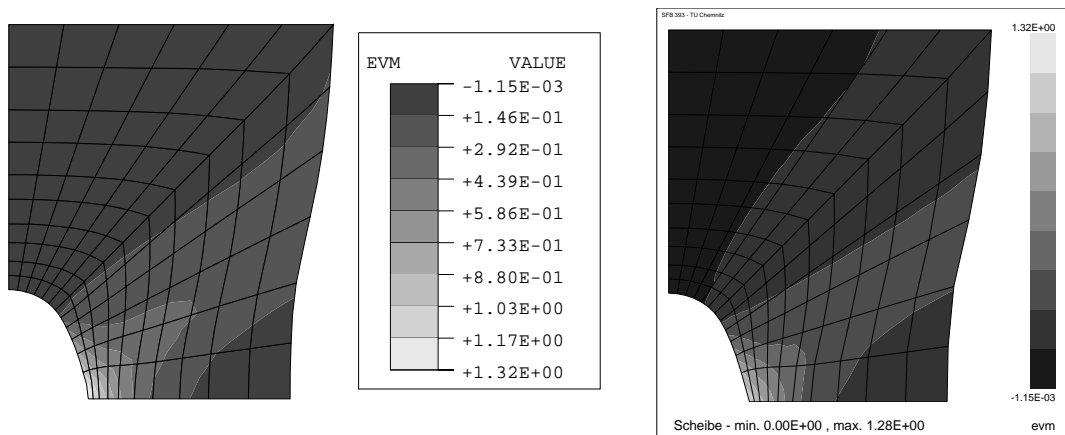 EVM VALUE
-1.15E-03
+1.46E-01
+2.92E-01
+4.39E-01
+5.86E-01
+7.33E-01
+8.80E-01
+1.03E+00
+1.17E+00
+1.32E+00
SFB 393 - TU Chemnitz
1.32E+00
-1.15E-03
Scheibe - min. 0.00E+00 , max. 1.28E+00 evm